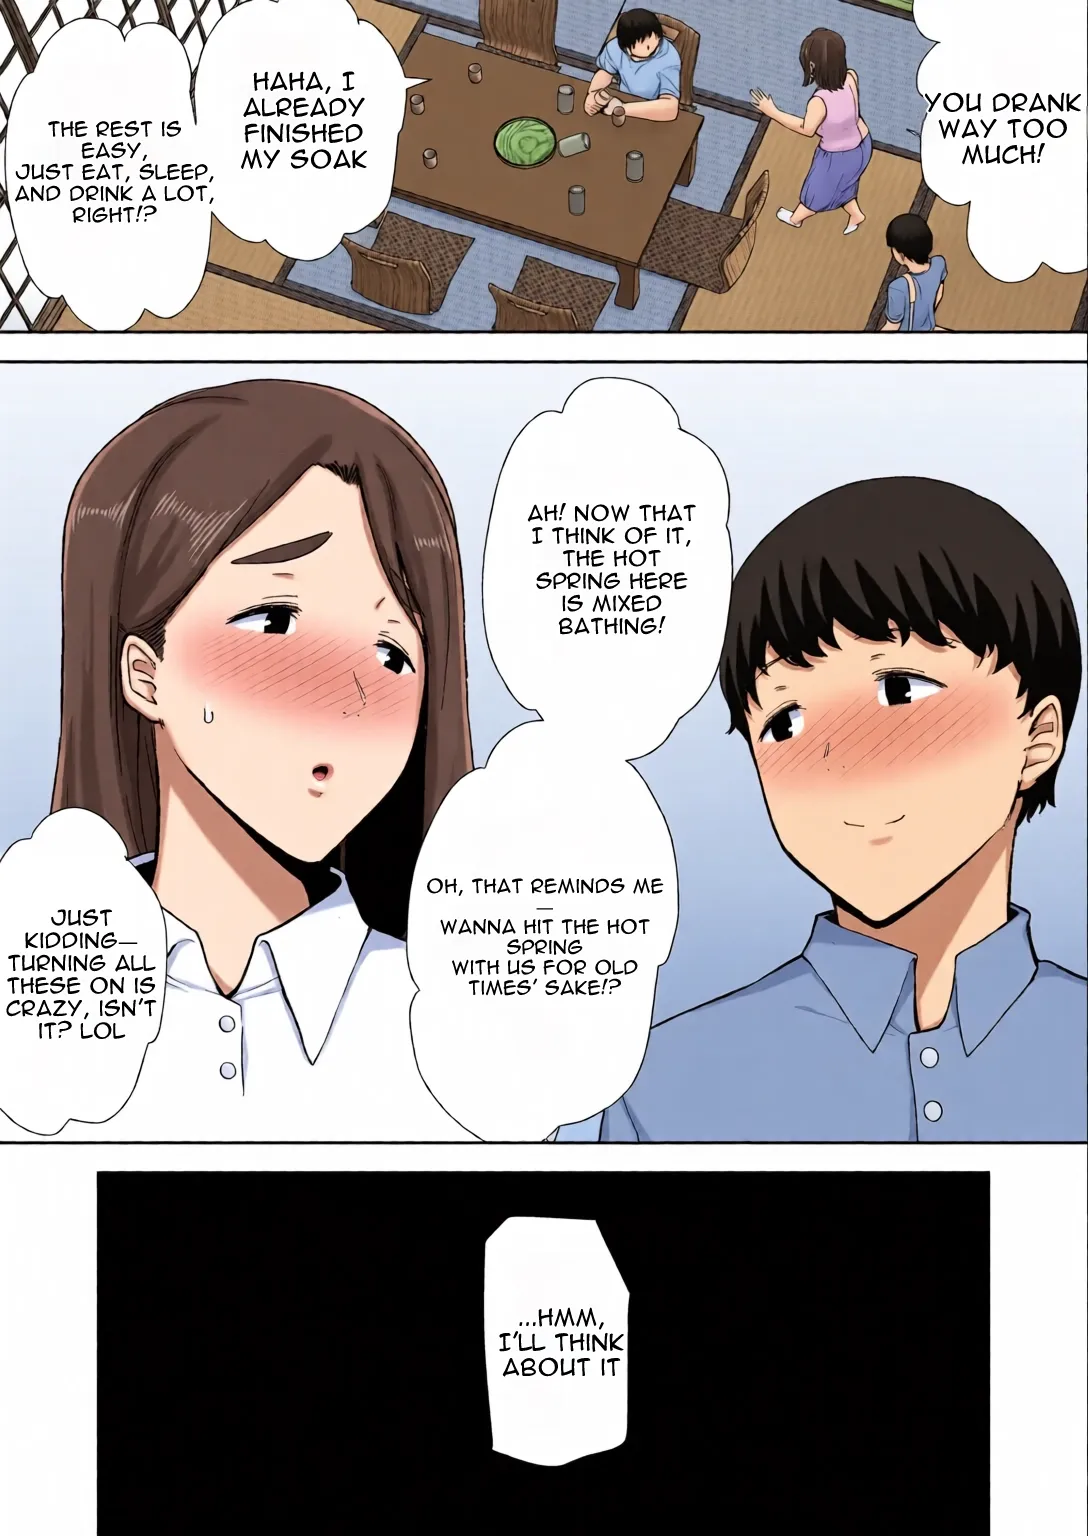 YOU DRANK
WAY TOO
MUCH!
HAHA, I
ALREADY
FINISHED
MY SOAK
THE REST IS
EASY,
JUST EAT, SLEEP,
AND DRINK A LOT,
RIGHT!?
AH! NOW THAT
I THINK OF IT,
THE HOT
SPRING HERE
IS MIXED
BATHING!
OH, THAT REMINDS ME
—
WANNA HIT THE HOT
SPRING
WITH US FOR OLD
TIMES' SAKE!?
JUST
KIDDING—
TURNING ALL
THESE ON IS
CRAZY, ISN'T
IT? LOL
...HMM,
I'LL THINK
ABOUT IT